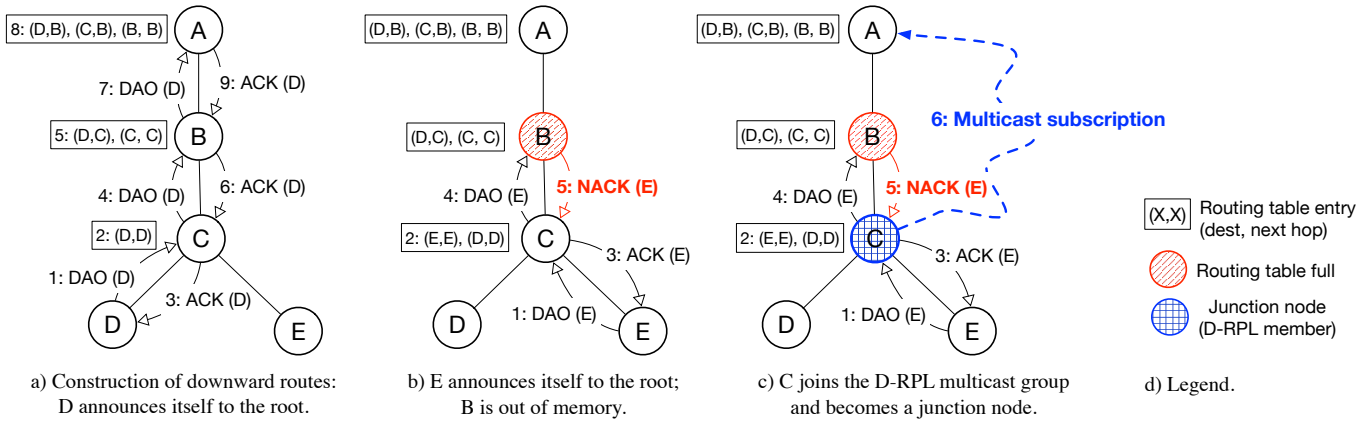 8: (D,B), (C,B), (B, B)
A
7: DAO (D)
9: ACK (D)
5: (D,C), (C, C)
B
4: DAO (D)
6: ACK (D)
2: (D,D)
C
1: DAO (D)
3: ACK (D)
D
E
a) Construction of downward routes:
D announces itself to the root.
(D,B), (C,B), (B, B)
A
(D,C), (C, C)
B
4: DAO (E)
5: NACK (E)
2: (E,E), (D,D)
C
3: ACK (E)
1: DAO (E)
D
E
b) E announces itself to the root;
B is out of memory.
(D,B), (C,B), (B, B)
A
6: Multicast subscription
(D,C), (C, C)
B
4: DAO (E)
5: NACK (E)
2: (E,E), (D,D)
C
3: ACK (E)
1: DAO (E)
D
E
c) C joins the D-RPL multicast group
and becomes a junction node.
(X,X)
Routing table entry
(dest, next hop)
Routing table full
Junction node
(D-RPL member)
d) Legend.